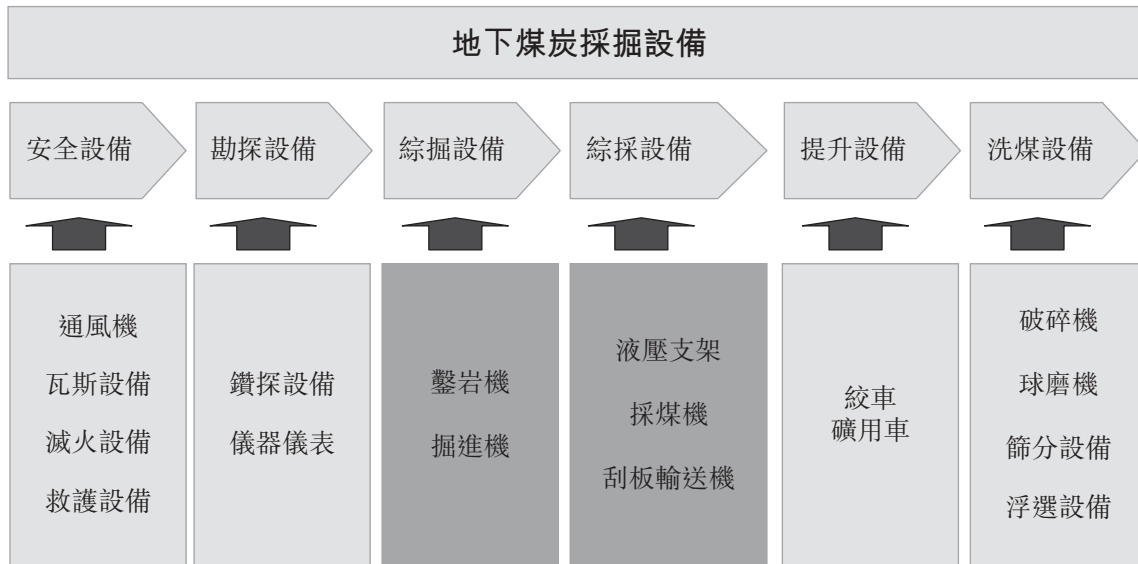 地下煤炭採掘設備
安全設備
勘探設備
綜掘設備
綜採設備
提升設備
洗煤設備
通風機
瓦斯設備
滅火設備
救護設備
鑽探設備
儀器儀表
鑿岩機
掘進機
液壓支架
採煤機
刮板輸送機
絞車
礦用車
破碎機
球磨機
篩分設備
浮選設備